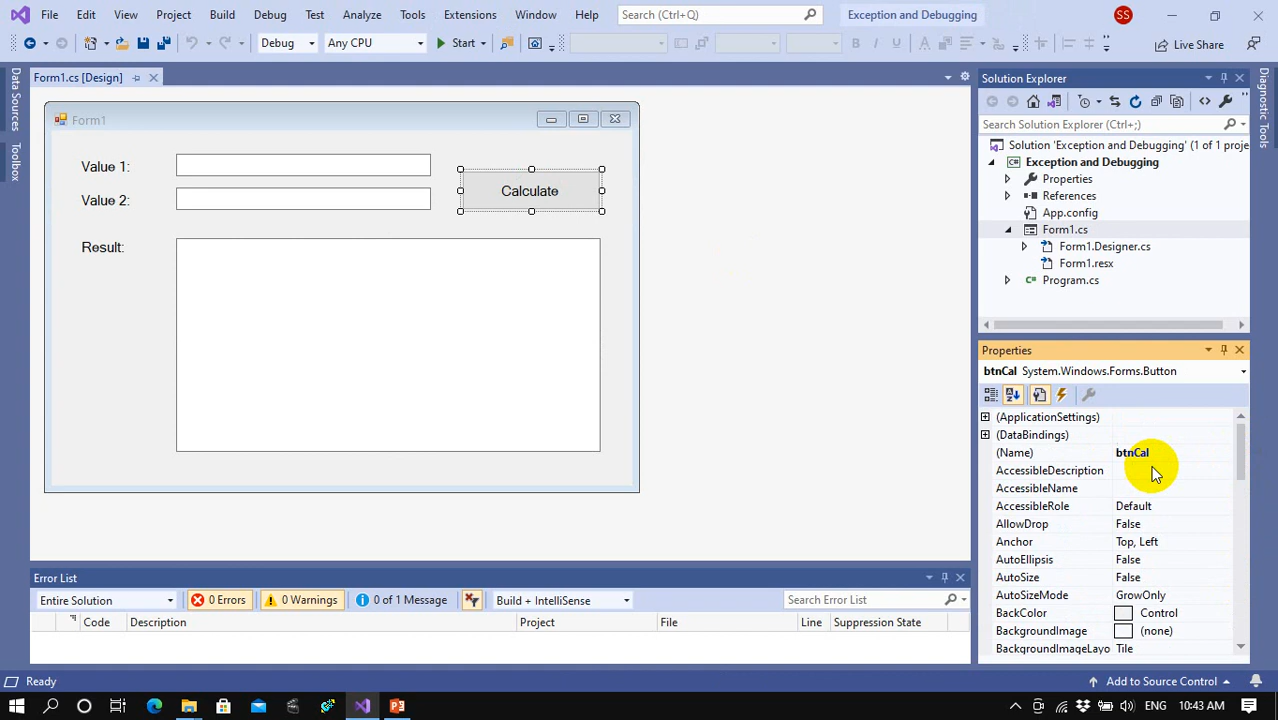 File Edit View Project Build Debug Test Analyze Tools Extensions Window Help Search (Ctrl+Q) Exception and Debugging SS
Debug Any CPU Start Live Share
Form1.cs [Design]
Data Sources
Toolbox
Form1
Value 1:
Value 2:
Calculate
Result:
Solution Explorer
Search Solution Explorer (Ctrl+;)
Solution 'Exception and Debugging' (1 of 1 proje
C# Exception and Debugging
Properties
References
App.config
Form1.cs
Form1.Designer.cs
Form1.resx
C# Program.cs
Diagnostic Tools
Properties
btnCal System.Windows.Forms.Button
(ApplicationSettings)
(DataBindings)
(Name) btnCal
AccessibleDescription
AccessibleName
AccessibleRole Default
AllowDrop False
Anchor Top, Left
AutoEllipsis False
AutoSize False
AutoSizeMode GrowOnly
BackColor Control
BackgroundImage (none)
BackgroundImageLayo Tile
Error List
Entire Solution 0 Errors 0 Warnings 0 of 1 Message Build + IntelliSense Search Error List
Code Description Project File Line Suppression State
Ready Add to Source Control
ENG 10:43 AM